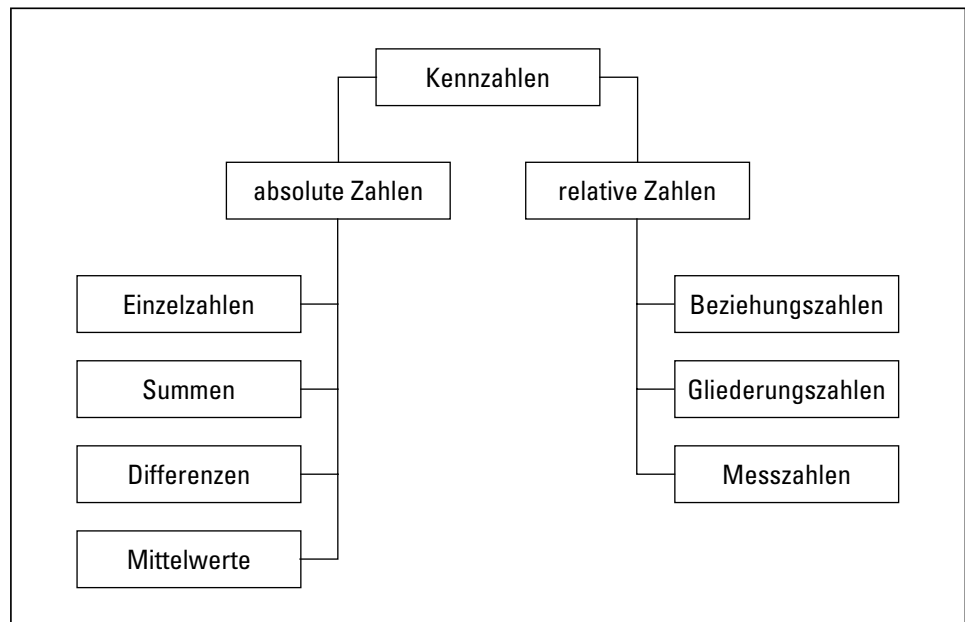 Kennzahlen
absolute Zahlen
relative Zahlen
Einzelzahlen
Beziehungszahlen
Summen
Gliederungszahlen
Differenzen
Messzahlen
Mittelwerte